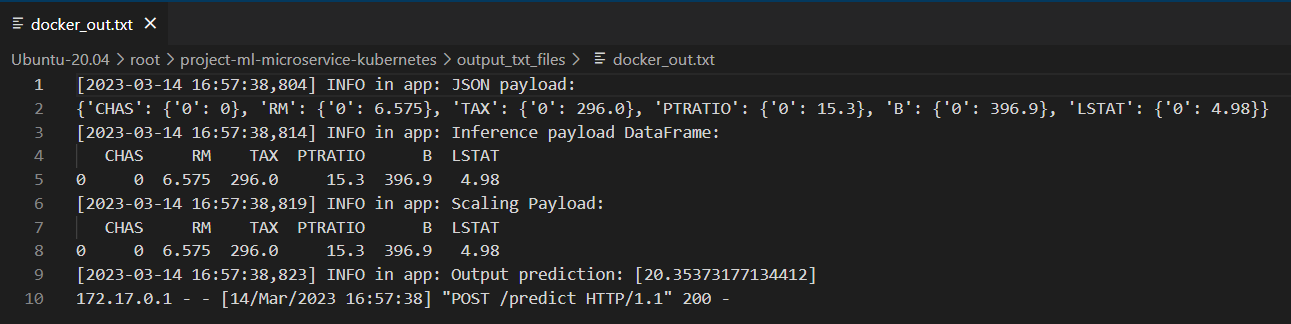 docker_out.txt ×
Ubuntu-20.04 > root > project-ml-microservice-kubernetes > output_txt_files > docker_out.txt
1 [2023-03-14 16:57:38,804] INFO in app: JSON payload:
2 {'CHAS': {'0': 0}, 'RM': {'0': 6.575}, 'TAX': {'0': 296.0}, 'PTRATIO': {'0': 15.3}, 'B': {'0': 396.9}, 'LSTAT': {'0': 4.98}}
3 [2023-03-14 16:57:38,814] INFO in app: Inference payload DataFrame:
4    CHAS     RM    TAX  PTRATIO      B  LSTAT
5 0     0  6.575  296.0     15.3  396.9   4.98
6 [2023-03-14 16:57:38,819] INFO in app: Scaling Payload:
7    CHAS     RM    TAX  PTRATIO      B  LSTAT
8 0     0  6.575  296.0     15.3  396.9   4.98
9 [2023-03-14 16:57:38,823] INFO in app: Output prediction: [20.35373177134412]
10 172.17.0.1 - - [14/Mar/2023 16:57:38] "POST /predict HTTP/1.1" 200 -